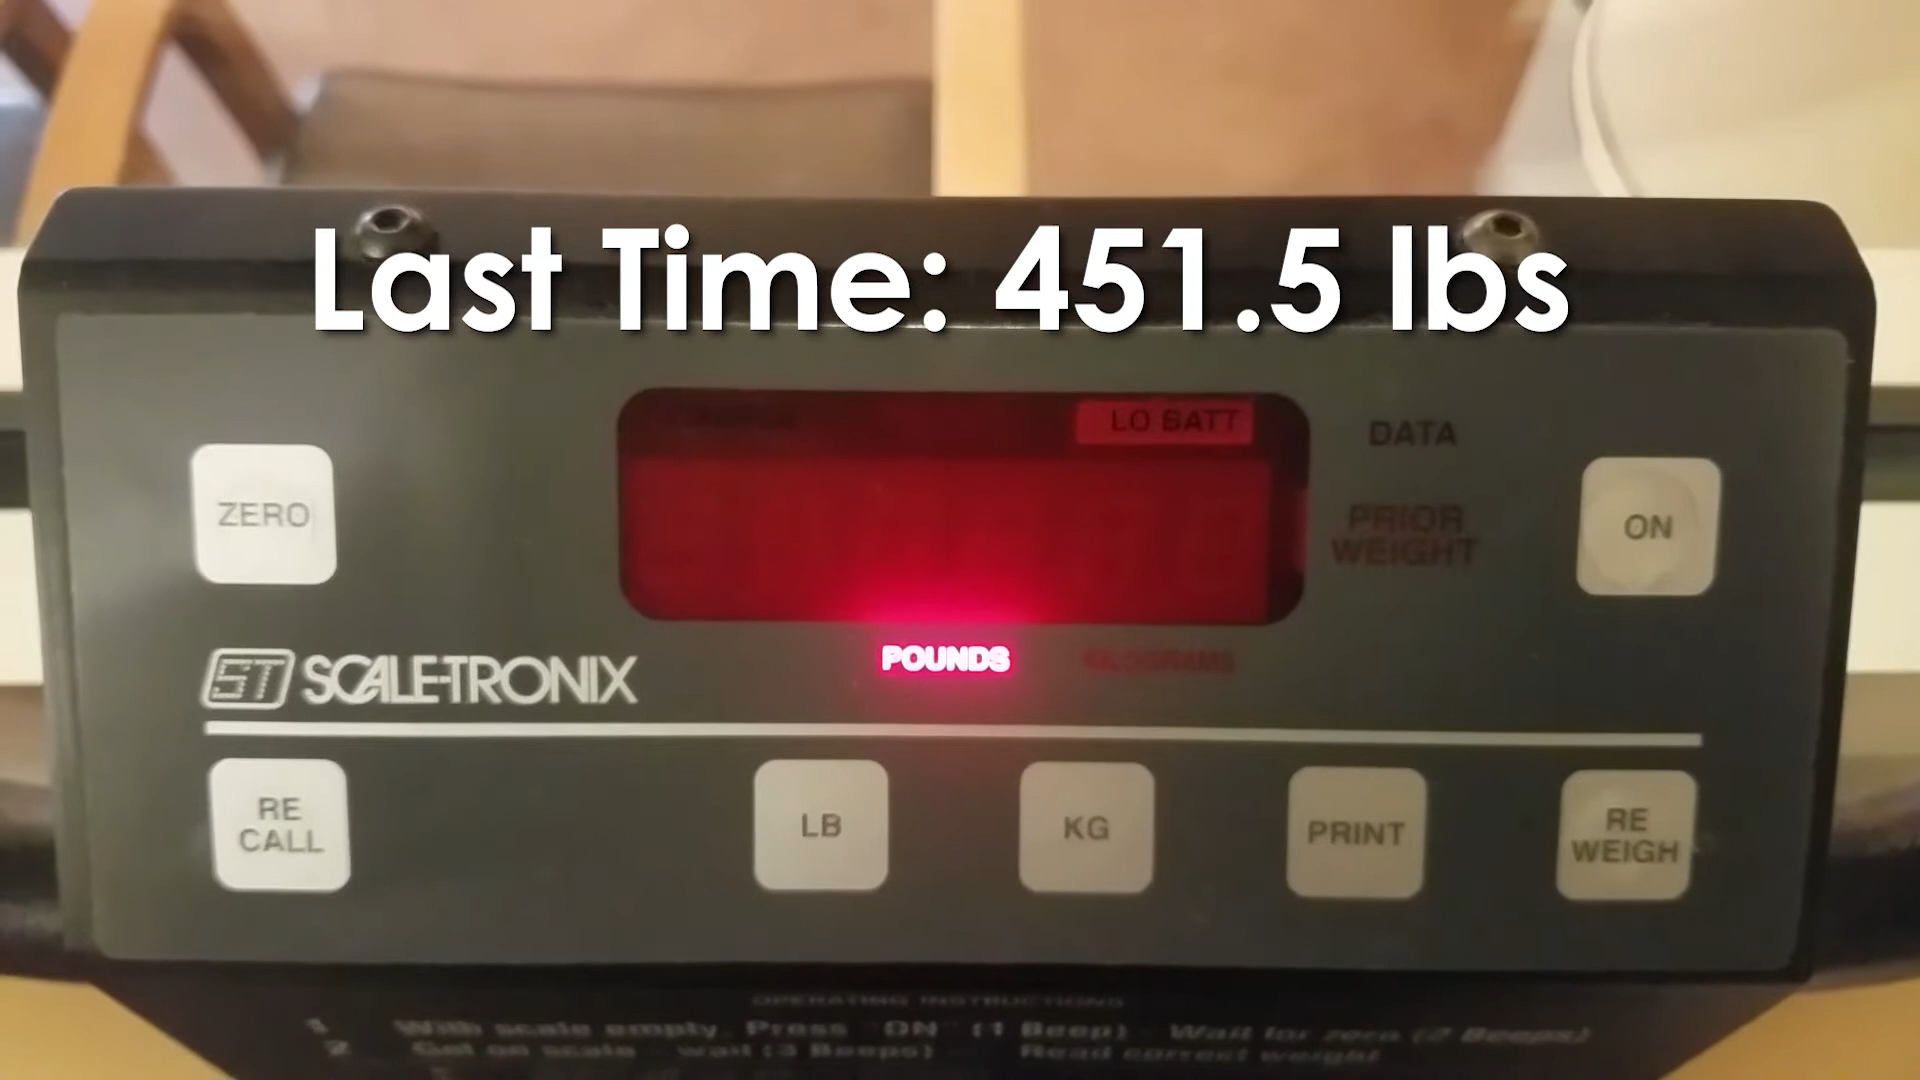 Last Time: 451.5 lbs
LO BATT
DATA
ZERO
PRIOR
WEIGHT
ON
POUNDS
KILOGRAMS
ST SCALE-TRONIX
RE
CALL
LB
KG
PRINT
RE
WEIGH
OPERATING INSTRUCTIONS
1 With scale empty, Press "ON" (1 Beep) - Wait for zero (2 Beeps)
2 Get on scale - wait (3 Beeps) Read correct weight